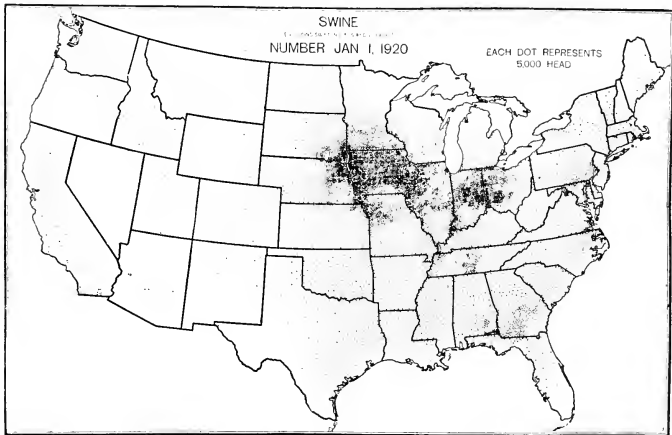 SWINE
NUMBER JAN 1, 1920
EACH DOT REPRESENTS
5,000 HEAD